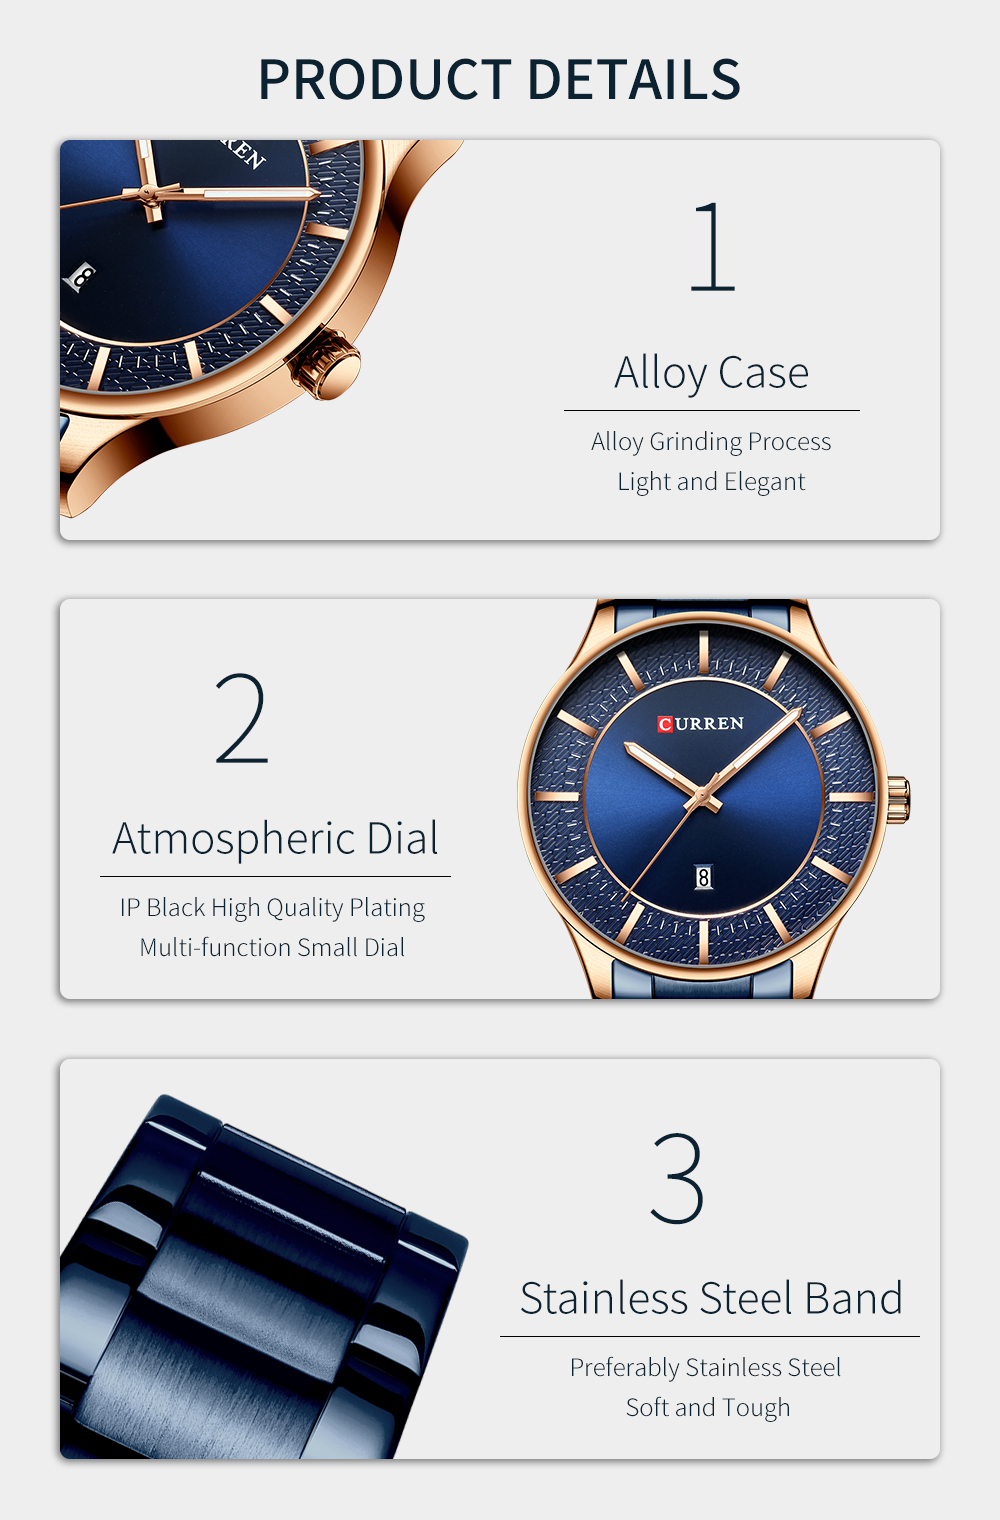 PRODUCT DETAILS
REN
8
1
Alloy Case
Alloy Grinding Process
Light and Elegant
2
Atmospheric Dial
IP Black High Quality Plating
Multi-function Small Dial
CURREN
8
3
Stainless Steel Band
Preferably Stainless Steel
Soft and Tough